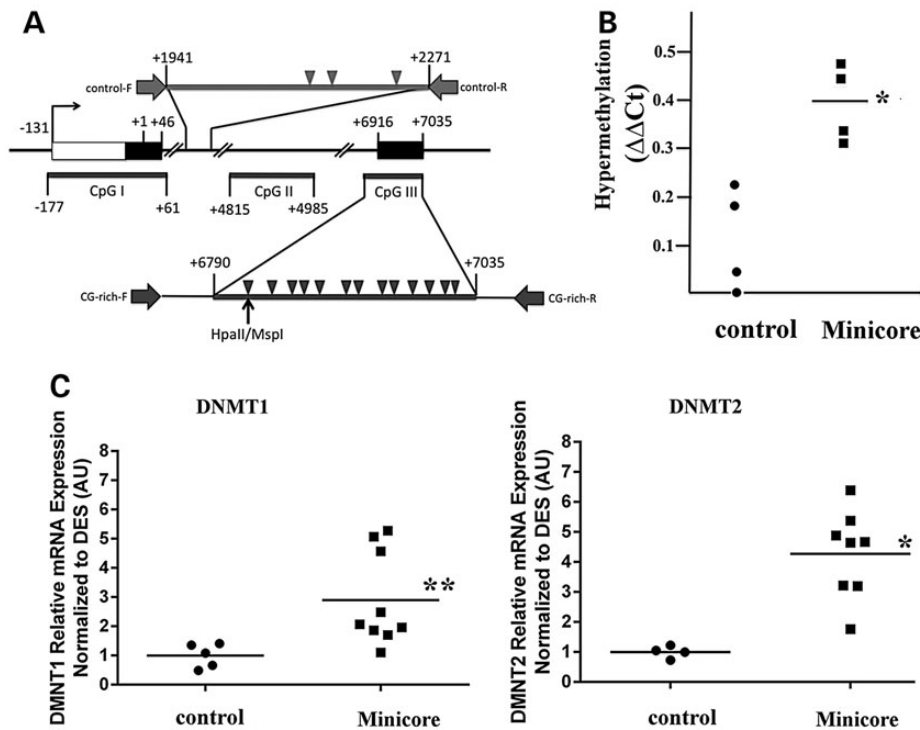 A
+1941
+2271
control-F
control-R
-131
+1 +46
+6916
+7035
CpG I
CpG II
CpG III
-177
+61
+4815
+4985
+6790
+7035
CG-rich-F
CG-rich-R
HpaII/MspI
B
Hypermethylation
(ΔΔCt)
0.5
0.4
0.3
0.2
0.1
*
control
Minicore
C
DNMT1
DMNT1 Relative mRNA Expression
Normalized to DES (AU)
8
7
6
5
4
3
2
1
0
**
control
Minicore
DNMT2
DMNT2 Relative mRNA Expression
Normalized to DES (AU)
8
7
6
5
4
3
2
1
0
*
control
Minicore